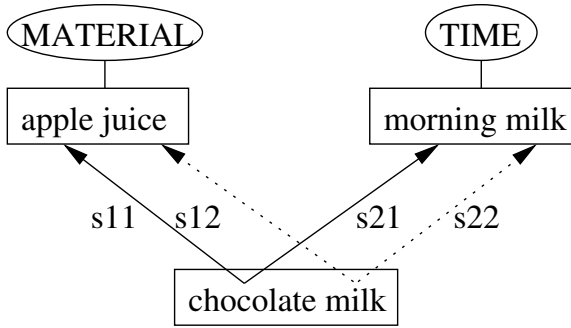 MATERIAL
TIME
apple juice
morning milk
s11
s12
s21
s22
chocolate milk